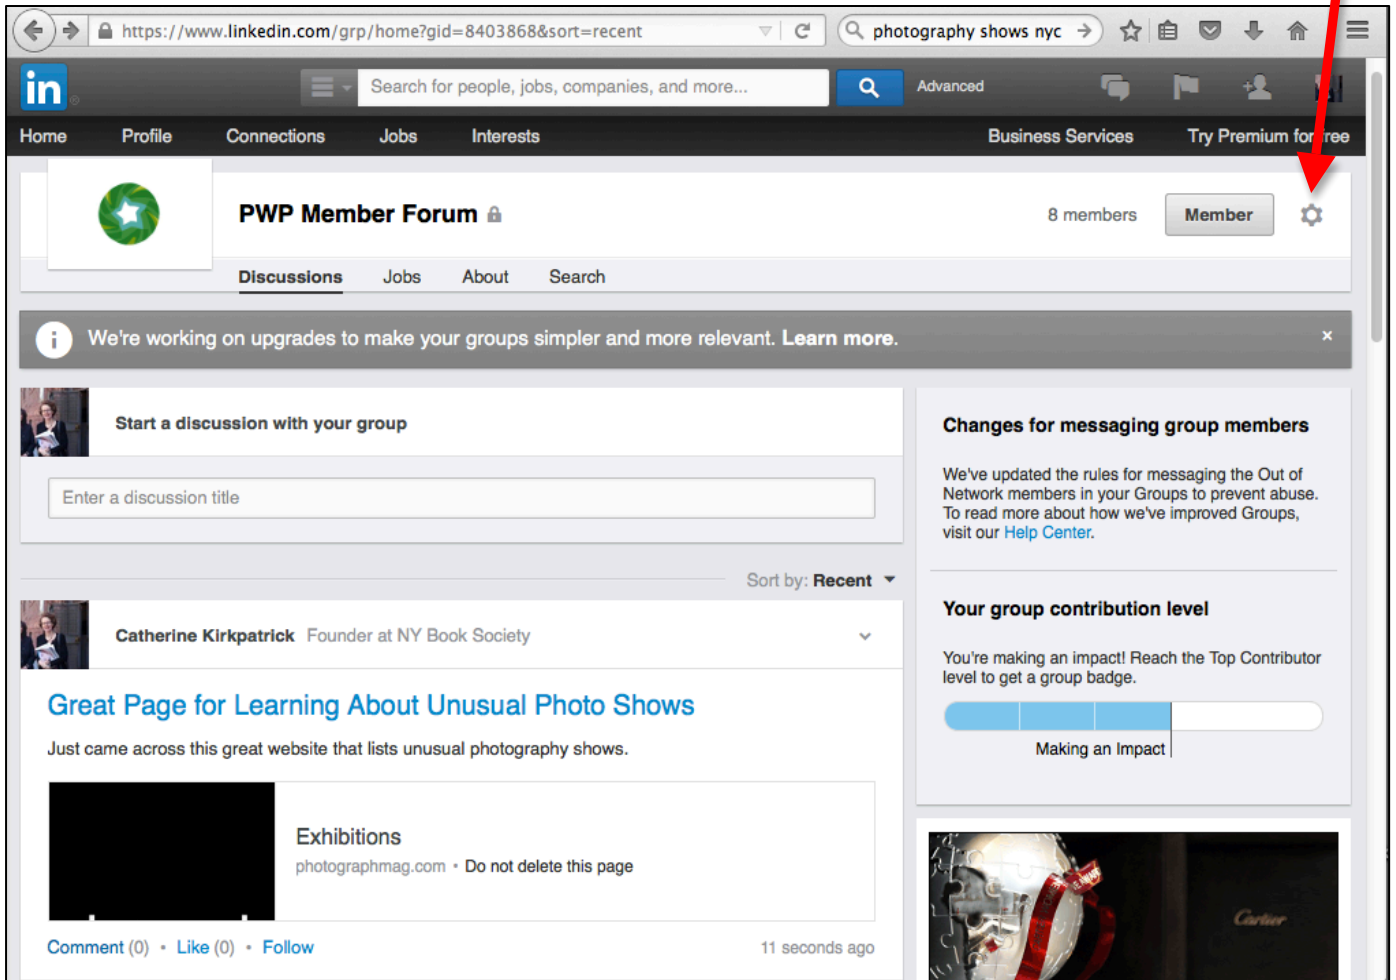 https://www.linkedin.com/grp/home?gid=8403868&sort=recent
photography shows nyc
in
Search for people, jobs, companies, and more...
Advanced
Home Profile Connections Jobs Interests Business Services Try Premium for free
PWP Member Forum
8 members
Member
Discussions Jobs About Search
We're working on upgrades to make your groups simpler and more relevant. Learn more.
Start a discussion with your group
Enter a discussion title
Sort by: Recent
Catherine Kirkpatrick Founder at NY Book Society
Great Page for Learning About Unusual Photo Shows
Just came across this great website that lists unusual photography shows.
Exhibitions
photographmag.com • Do not delete this page
Comment (0) • Like (0) • Follow
11 seconds ago
Changes for messaging group members
We've updated the rules for messaging the Out of
Network members in your Groups to prevent abuse.
To read more about how we've improved Groups,
visit our Help Center.
Your group contribution level
You're making an impact! Reach the Top Contributor
level to get a group badge.
Making an Impact
Cartier